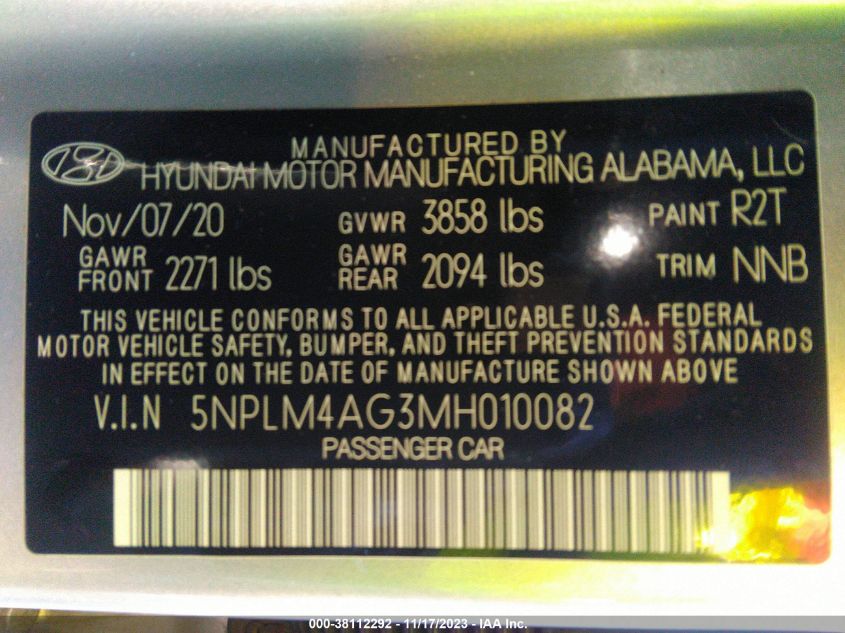 MANUFACTURED BY
HYUNDAI MOTOR MANUFACTURING ALABAMA, LLC
Nov/07/20 GVWR 3858 lbs PAINT R2T
GAWR FRONT 2271 lbs GAWR REAR 2094 lbs TRIM NNB
THIS VEHICLE CONFORMS TO ALL APPLICABLE U.S.A. FEDERAL
MOTOR VEHICLE SAFETY, BUMPER, AND THEFT PREVENTION STANDARDS
IN EFFECT ON THE DATE OF MANUFACTURE SHOWN ABOVE
V.I.N 5NPLM4AG3MH010082
PASSENGER CAR
000-38112292 - 11/17/2023 - IAA Inc.